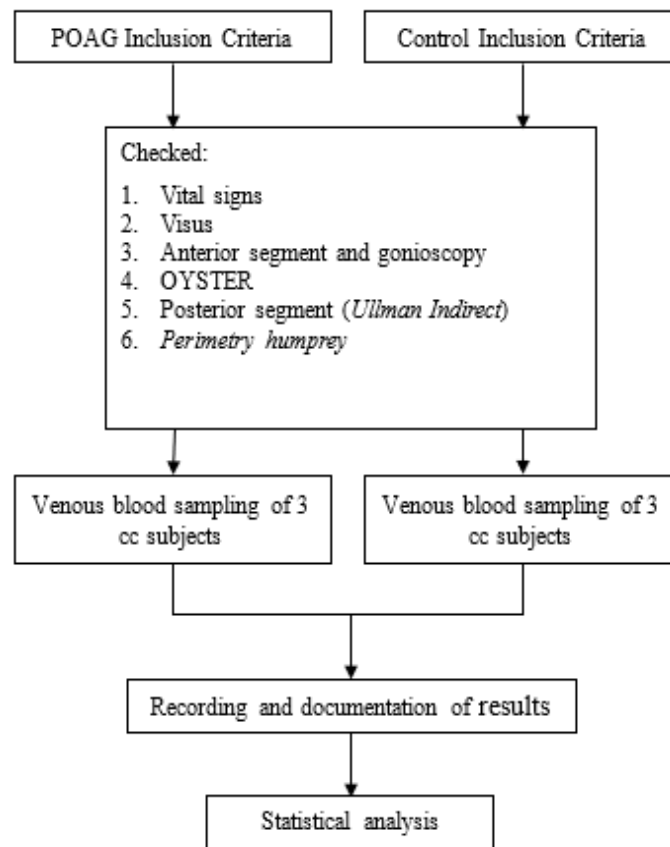 POAG Inclusion Criteria
Control Inclusion Criteria
Checked:
1. Vital signs
2. Visus
3. Anterior segment and gonioscopy
4. OYSTER
5. Posterior segment (Ullman Indirect)
6. Perimetry humprey
Venous blood sampling of 3
cc subjects
Venous blood sampling of 3
cc subjects
Recording and documentation of results
Statistical analysis